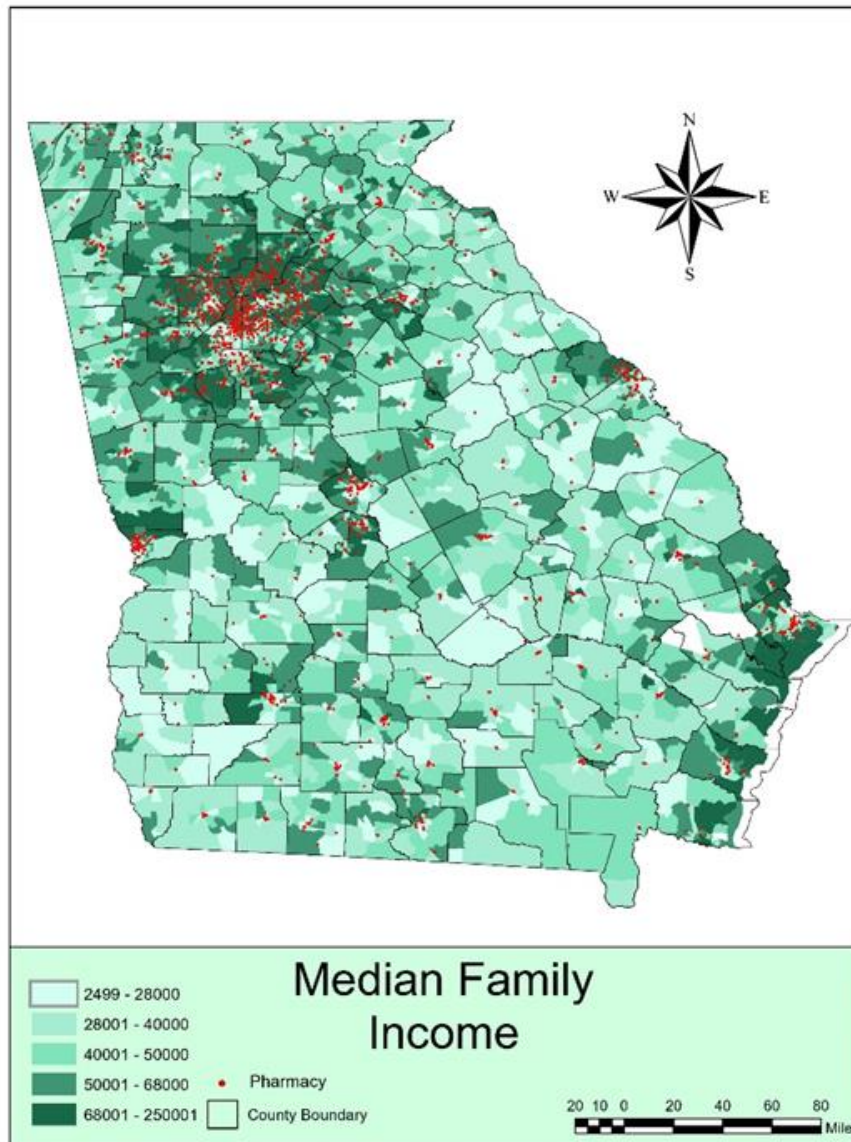 N
W E
S
Median Family
Income
2499 - 28000
28001 - 40000
40001 - 50000
50001 - 68000
68001 - 250001
Pharmacy
County Boundary
20 10 0 20 40 60 80
Mile